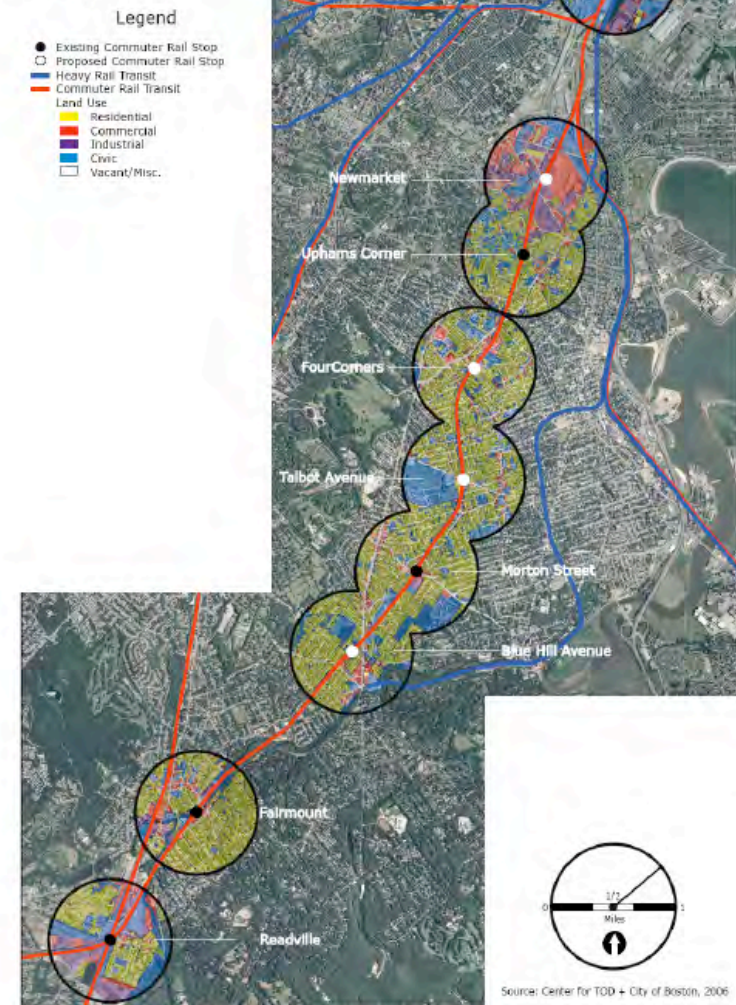 Legend
Existing Commuter Rail Stop
Proposed Commuter Rail Stop
Heavy Rail Transit
Commuter Rail Transit
Land Use
Residential
Commercial
Industrial
Civic
Vacant/Misc.
Newmarket
Uphams Corner
FourCorners
Talbot Avenue
Morton Street
Blue Hill Avenue
Fairmount
Readville
1/2
0 1
Miles
Source: Center for TOD + City of Boston, 2006